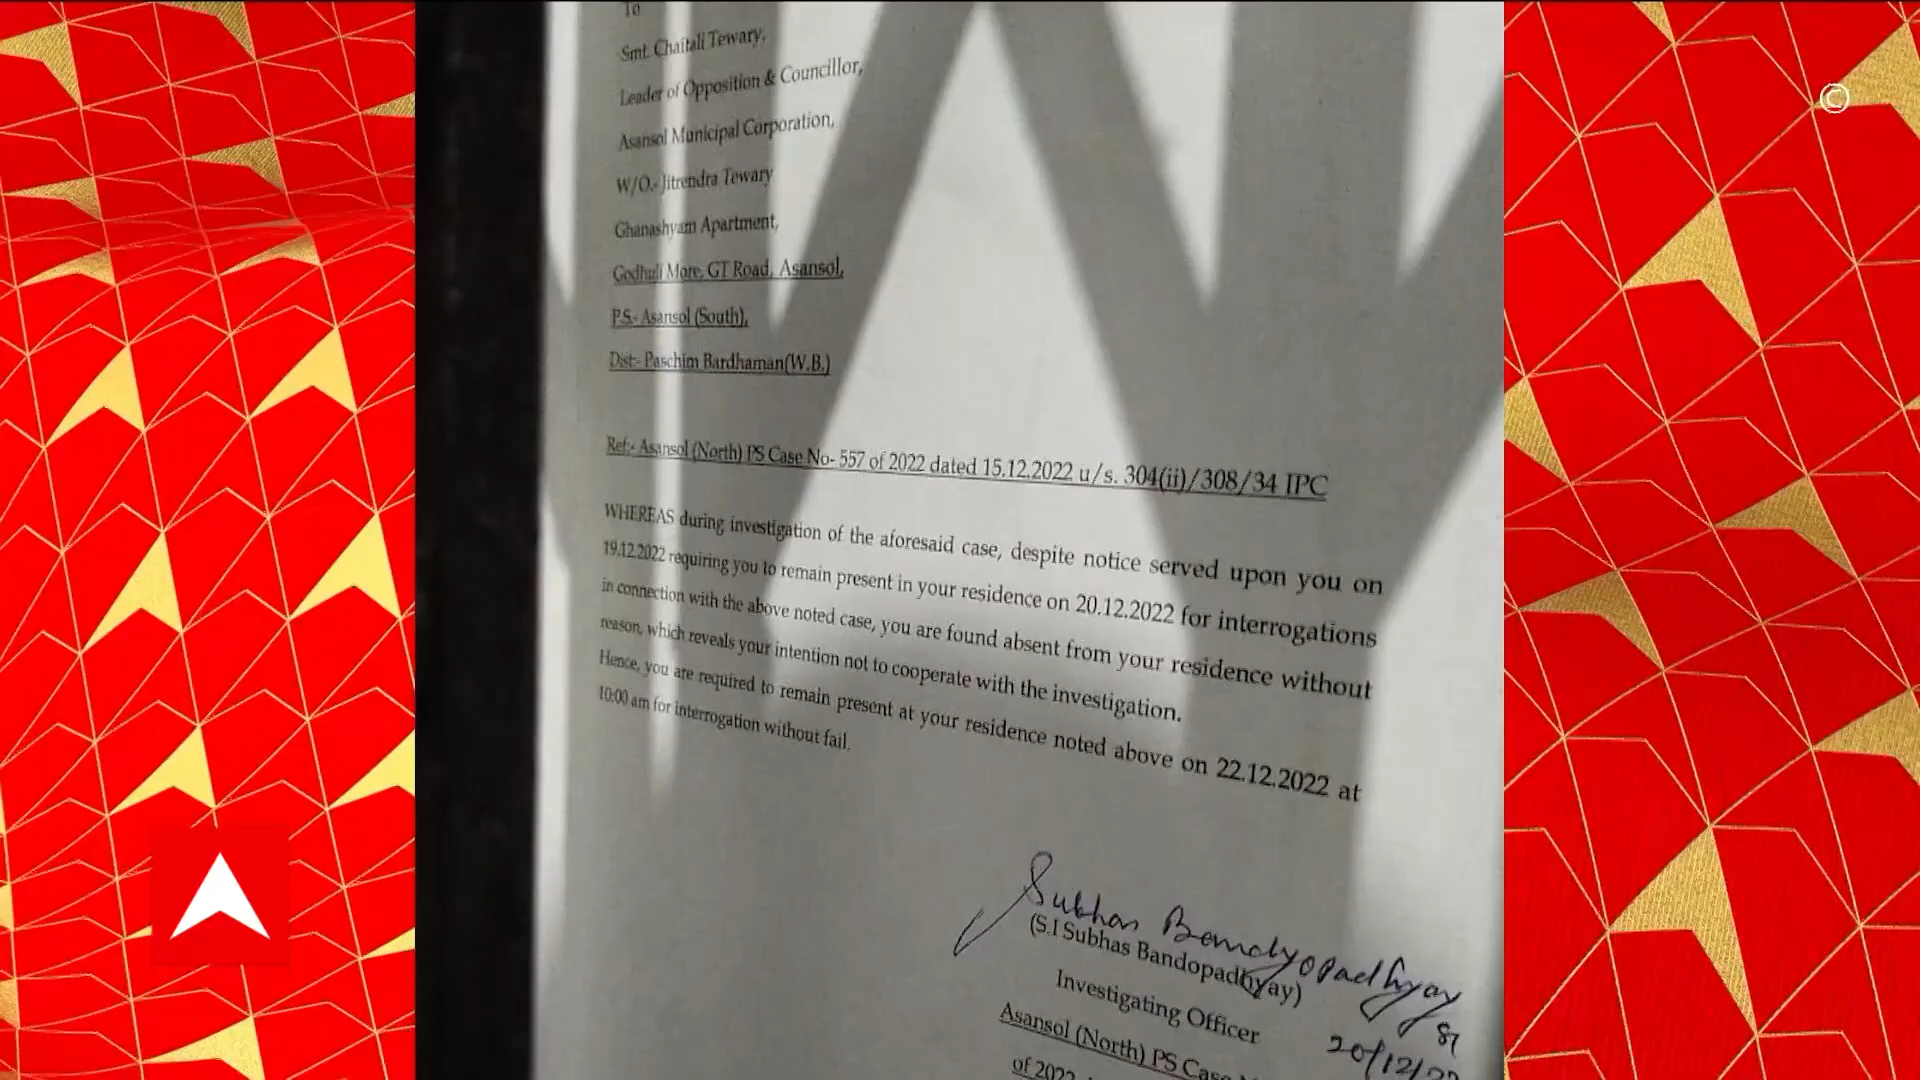 To
Smt. Chaitali Tewary,
Leader of Opposition & Councillor,
Asansol Municipal Corporation,
W/O.- Jitrendra Tewary
Ghanashyam Apartment,
Godhuli More, GT Road, Asansol,
P.S.- Asansol (South),
Dist:- Paschim Bardhaman(W.B.)
Ref:- Asansol (North) PS Case No- 557 of 2022 dated 15.12.2022 u/s. 304(ii)/308/34 IPC
WHEREAS during investigation of the aforesaid case, despite notice served upon you on
19.12.2022 requiring you to remain present in your residence on 20.12.2022 for interrogations
in connection with the above noted case, you are found absent from your residence without
reason, which reveals your intention not to cooperate with the investigation.
Hence, you are required to remain present at your residence noted above on 22.12.2022 at
10:00 am for interrogation without fail.
Subhas Bandyopadhyay
(S.I Subhas Bandopadhyay)
Investigating Officer
SI
20/12/22
Asansol (North) PS Case
of 2022
©